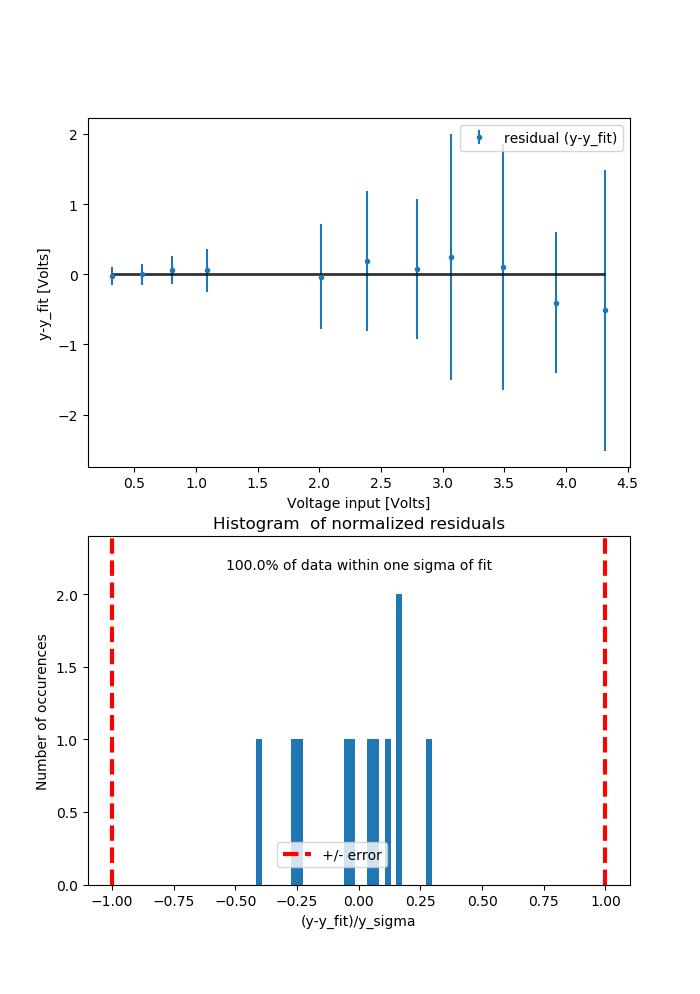 residual (y-y_fit)
2
1
0
−1
−2
y-y_fit [Volts]
0.5 1.0 1.5 2.0 2.5 3.0 3.5 4.0 4.5
Voltage input [Volts]
Histogram  of normalized residuals
100.0% of data within one sigma of fit
2.0
1.5
1.0
0.5
0.0
Number of occurences
+/- error
−1.00 −0.75 −0.50 −0.25 0.00 0.25 0.50 0.75 1.00
(y-y_fit)/y_sigma